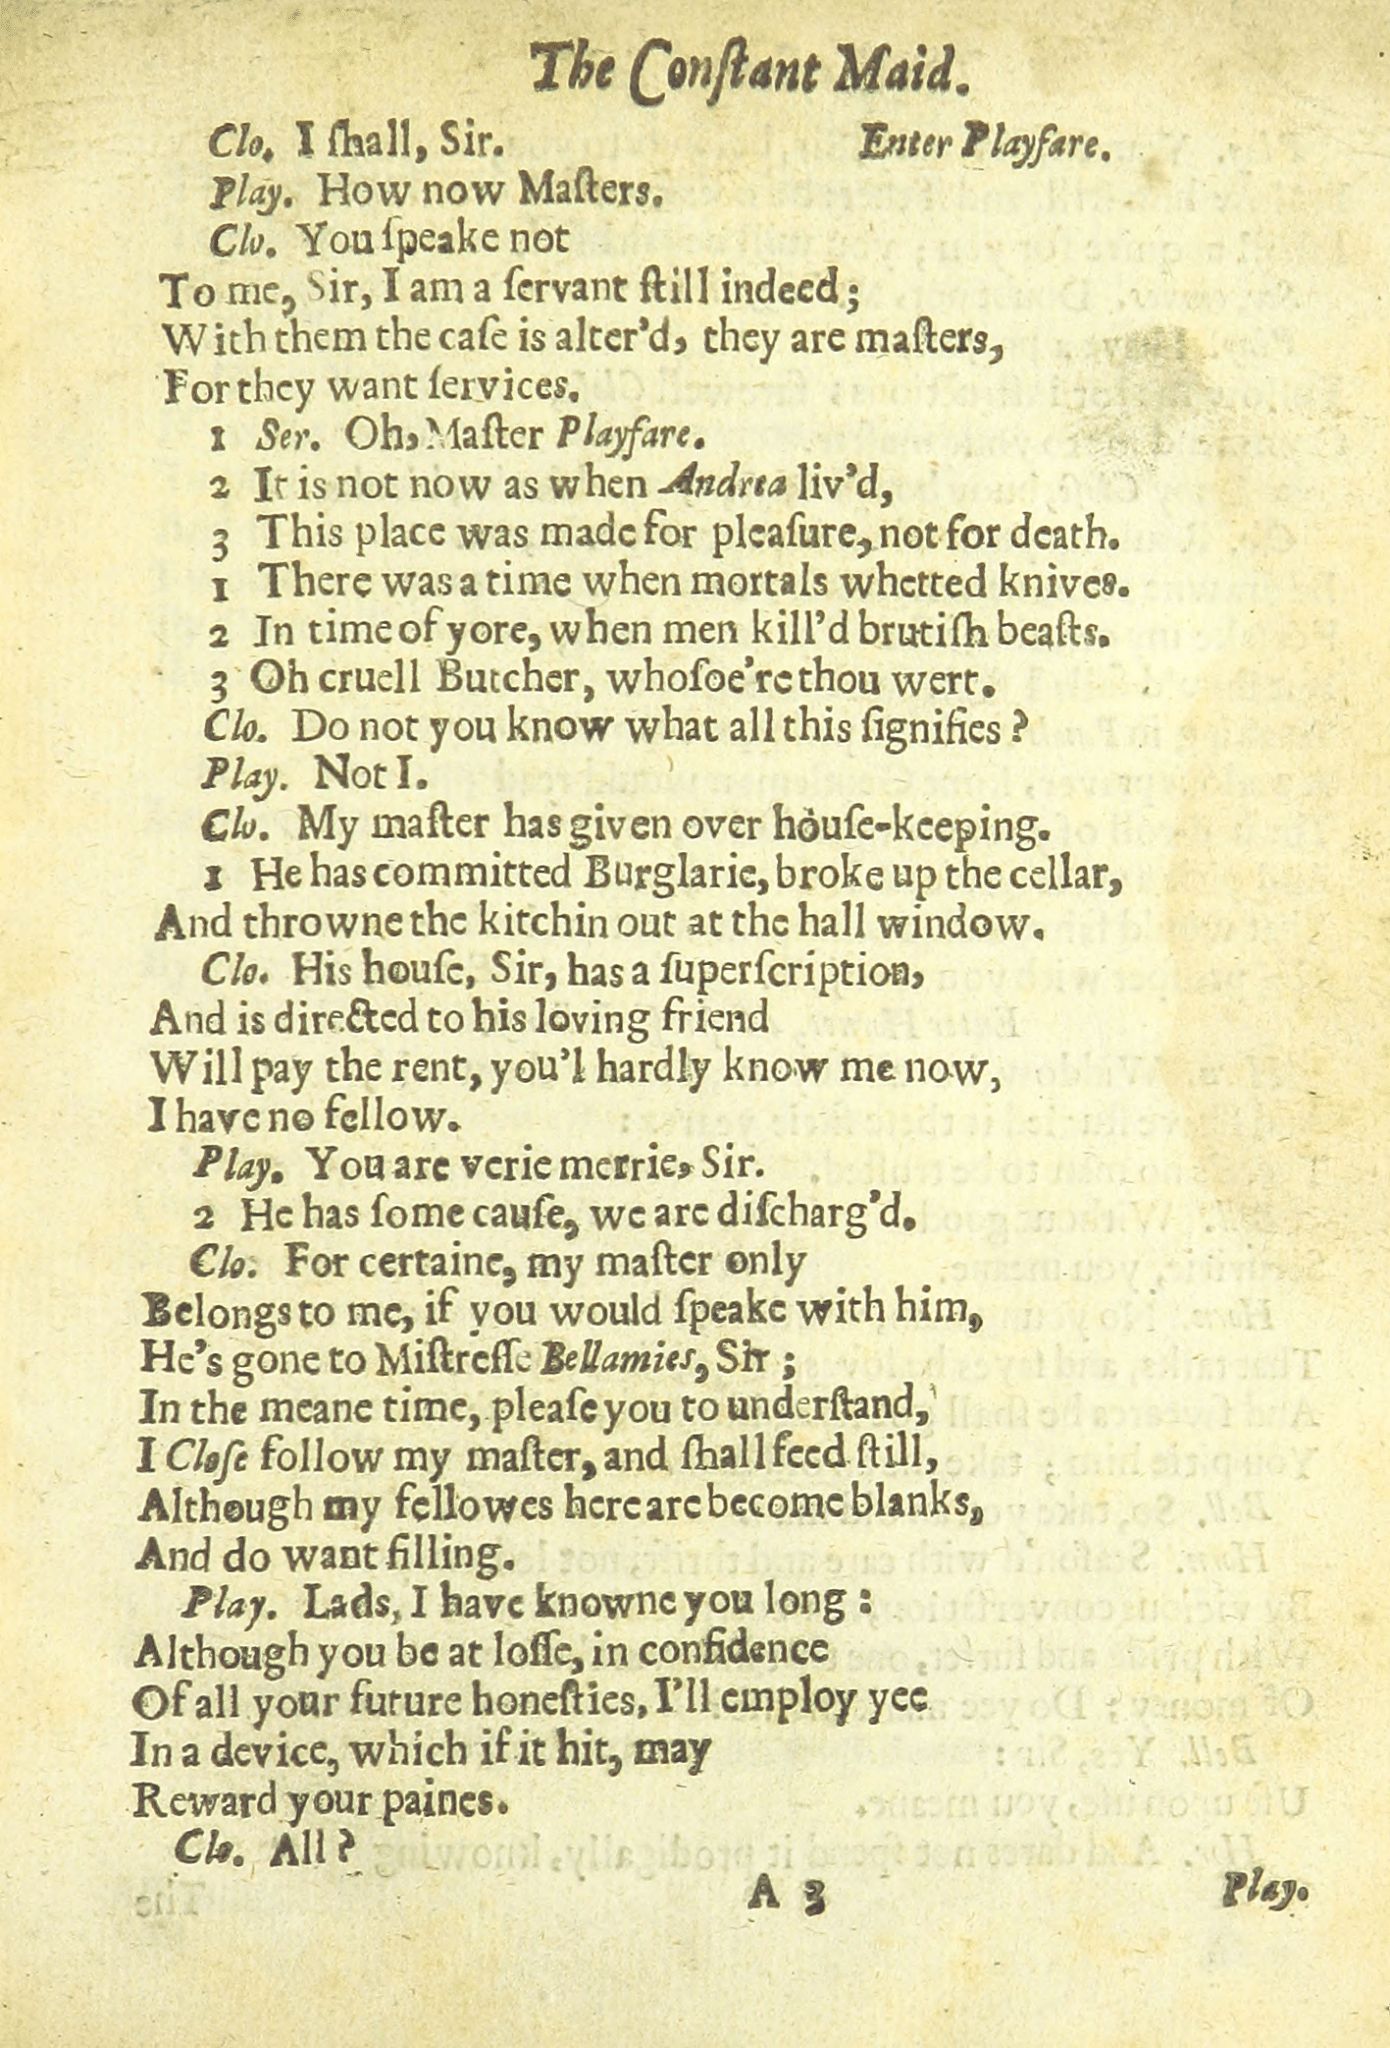 The Conſtant Maid.
Clo. I ſhall, Sir. Enter Playfare.
Play. How now Maſters.
Clo. You ſpeake not
To me, Sir, I am a ſervant ſtill indeed;
With them the caſe is alter'd, they are maſters,
For they want ſervices.
1 Ser. Oh, Maſter Playfare.
2 It is not now as when Andrea liv'd,
3 This place was made for pleaſure, not for death.
1 There was a time when mortals whetted knives.
2 In time of yore, when men kill'd brutiſh beaſts.
3 Oh cruell Butcher, whoſoe're thou wert.
Clo. Do not you know what all this ſignifies?
Play. Not I.
Clo. My maſter has given over houſe-keeping.
1 He has committed Burglarie, broke up the cellar,
And throwne the kitchin out at the hall window.
Clo. His houſe, Sir, has a ſuperſcription,
And is directed to his loving friend
Will pay the rent, you'l hardly know me now,
I have no fellow.
Play. You are verie merrie, Sir.
2 He has ſome cauſe, we are diſcharg'd.
Clo. For certaine, my maſter only
Belongs to me, if you would ſpeake with him,
He's gone to Miſtreſſe Bellamies, Sir;
In the meane time, pleaſe you to underſtand,
I Cloſe follow my maſter, and ſhall feed ſtill,
Although my fellowes here are become blanks,
And do want filling.
Play. Lads, I have knowne you long:
Although you be at loſſe, in confidence
Of all your future honeſties, I'll employ yee
In a device, which if it hit, may
Reward your paines.
Clo. All?
A 3 Play.